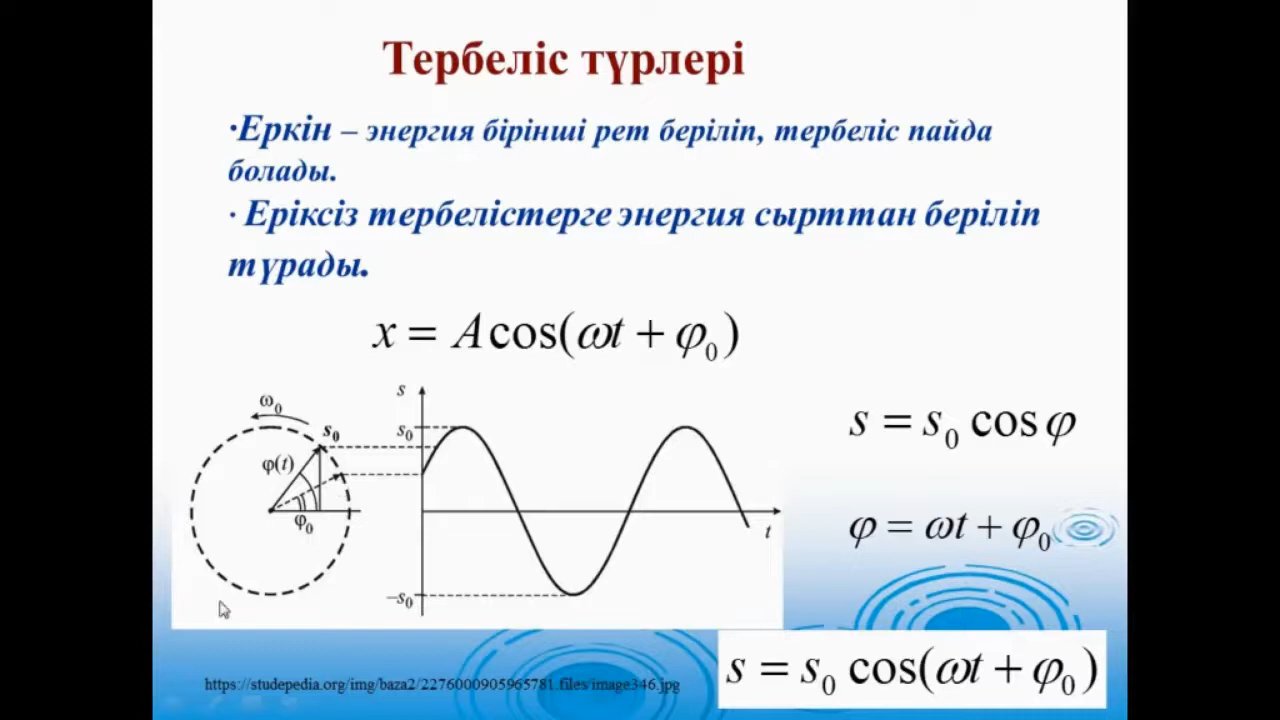 Тербеліс түрлері
·Еркін – энергия бірінші рет беріліп, тербеліс пайда
болады.
· Еріксіз тербелістерге энергия сырттан беріліп
тұрады.
x = A cos(ωt + φ₀)
ω₀
s₀
φ(t)
φ₀
s
s₀
–s₀
t
s = s₀ cos φ
φ = ωt + φ₀
s = s₀ cos(ωt + φ₀)
https://studepedia.org/img/baza2/2276000905965781.files/image346.jpg